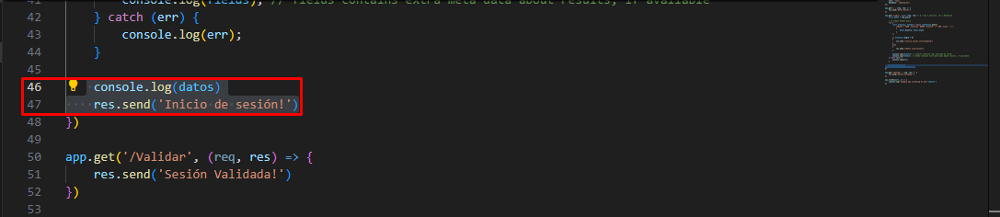 41 console.log(fields); // fields contains extra meta data about results, if available
42 } catch (err) {
43 console.log(err);
44 }
45
46 console.log(datos)
47 res.send('Inicio de sesión!')
48 })
49
50 app.get('/Validar', (req, res) => {
51 res.send('Sesión Validada!')
52 })
53